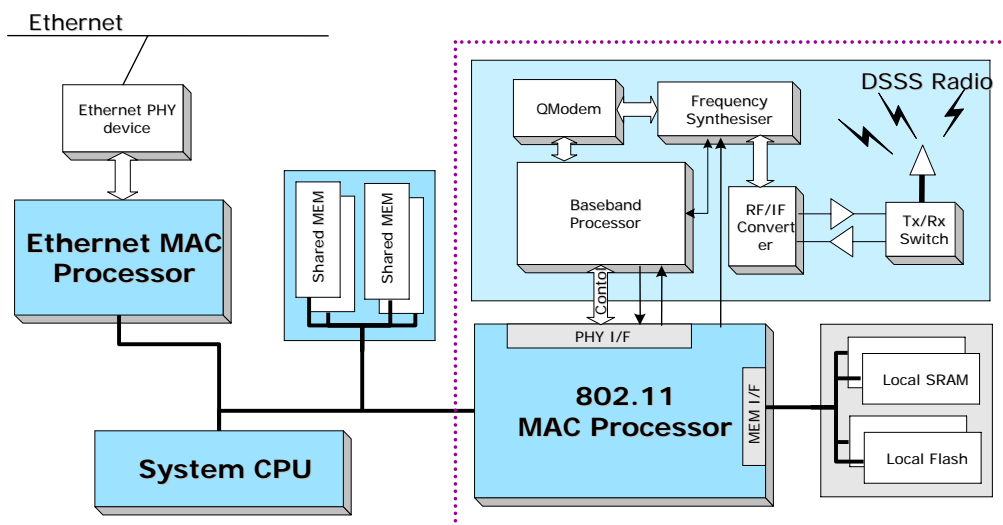 Ethernet
Ethernet PHY
device
Ethernet MAC
Processor
Shared MEM
Shared MEM
System CPU
DSSS Radio
QModem
Frequency
Synthesiser
Baseband
Processor
RF/IF
Convert
er
Tx/Rx
Switch
Contol
PHY I/F
802.11
MAC Processor
MEM I/F
Local SRAM
Local Flash